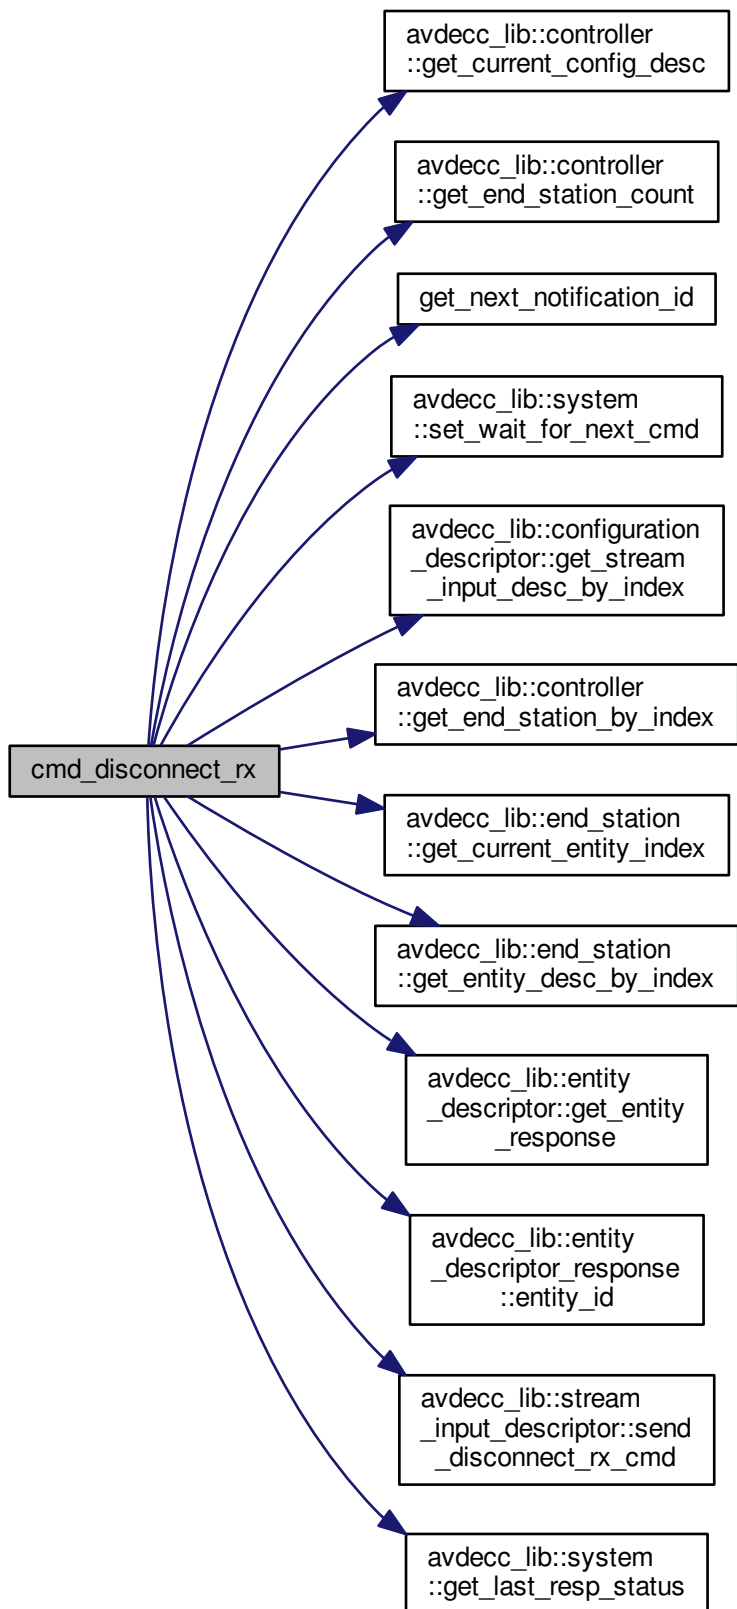 avdecc_lib::controller
::get_current_config_desc
avdecc_lib::controller
::get_end_station_count
get_next_notification_id
avdecc_lib::system
::set_wait_for_next_cmd
avdecc_lib::configuration
_descriptor::get_stream
_input_desc_by_index
avdecc_lib::controller
::get_end_station_by_index
cmd_disconnect_rx
avdecc_lib::end_station
::get_current_entity_index
avdecc_lib::end_station
::get_entity_desc_by_index
avdecc_lib::entity
_descriptor::get_entity
_response
avdecc_lib::entity
_descriptor_response
::entity_id
avdecc_lib::stream
_input_descriptor::send
_disconnect_rx_cmd
avdecc_lib::system
::get_last_resp_status